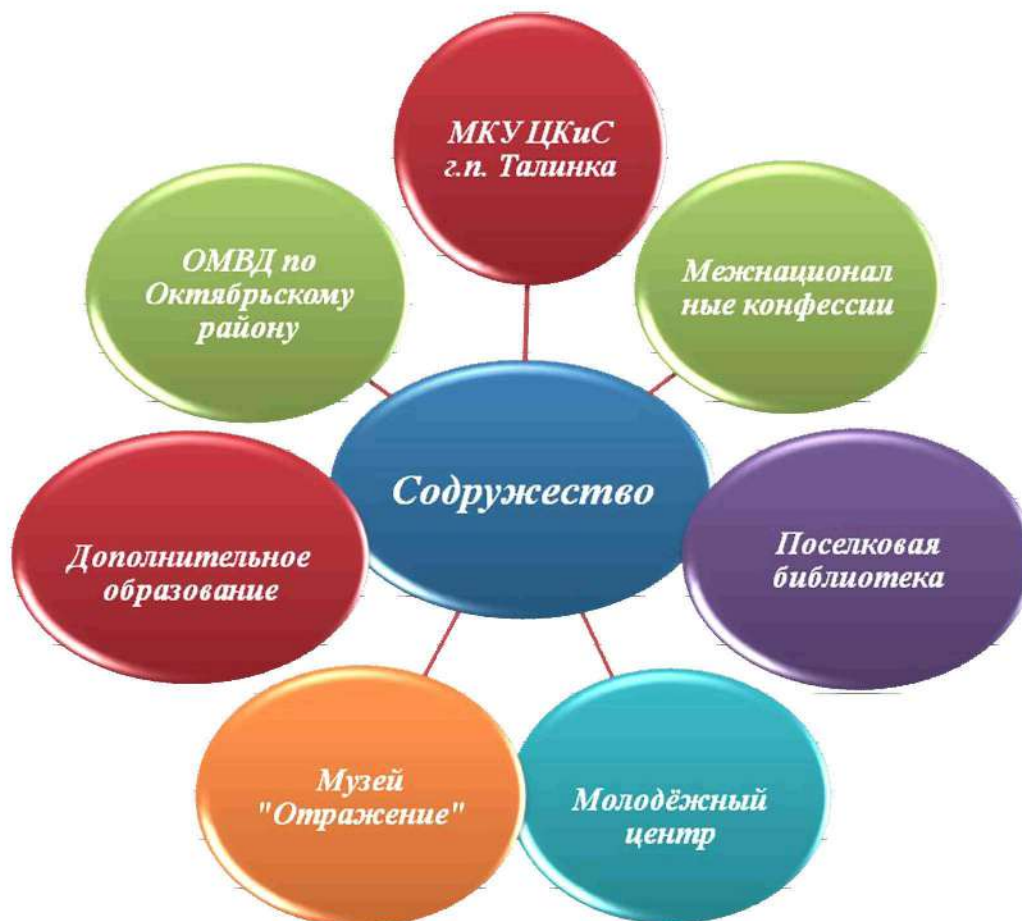 МКУ ЦКиС
г.п. Талинка
ОМВД по
Октябрьскому
району
Межнационал
ные конфессии
Содружество
Дополнительное
образование
Поселковая
библиотека
Музей
"Отражение"
Молодёжный
центр